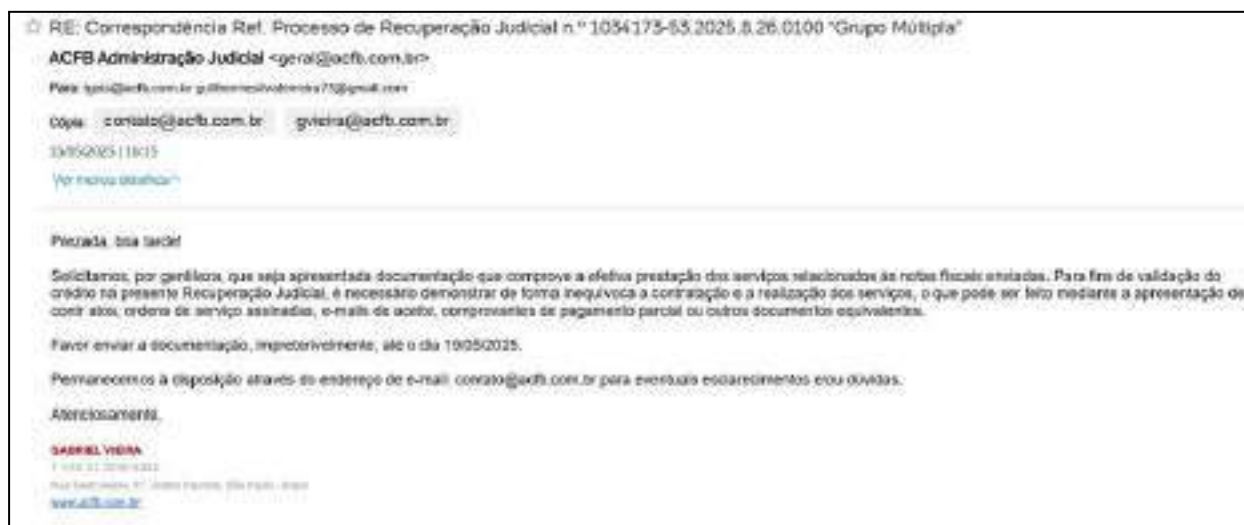 RE: Correspondência Ref. Processo de Recuperação Judicial n.º 1034173-53.2025.8.26.0100 "Grupo Múltipla"
ACFB Administração Judicial <geral@acfb.com.br>
Para:
Cópia: contato@acfb.com.br gvieira@acfb.com.br
Ver menos detalhes
Prezada, boa tarde!
Solicitamos, por gentileza, que seja apresentada documentação que comprove a efetiva prestação dos serviços relacionados às notas fiscais enviadas. Para fins de validação do
crédito na presente Recuperação Judicial, é necessário demonstrar de forma inequívoca a contratação e a realização dos serviços, o que pode ser feito mediante a apresentação de
contr atos, ordens de serviço assinadas, e-mails de aceite, comprovantes de pagamento parcial ou outros documentos equivalentes.
Favor enviar a documentação, impreterivelmente, até o dia 19/05/2025.
Permanecemos à disposição através do endereço de e-mail: contato@acfb.com.br para eventuais esclarecimentos e/ou dúvidas.
Atenciosamente,
GABRIEL VIEIRA
www.acfb.com.br